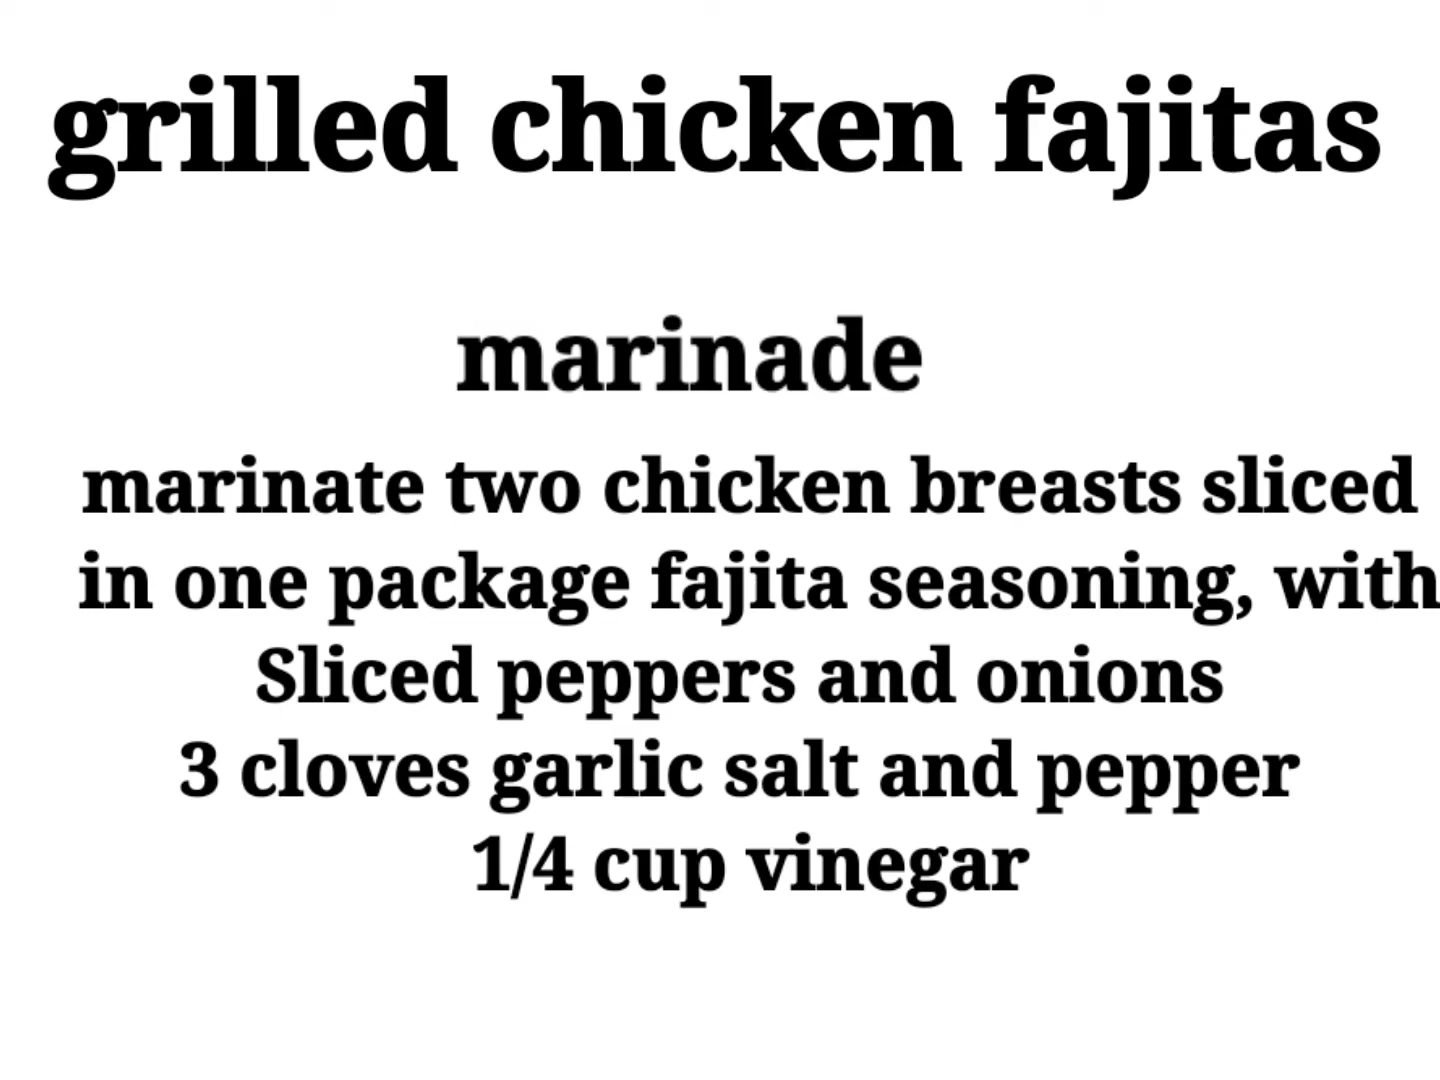 grilled chicken fajitas
marinade
marinate two chicken breasts sliced
in one package fajita seasoning, with
Sliced peppers and onions
3 cloves garlic salt and pepper
1/4 cup vinegar